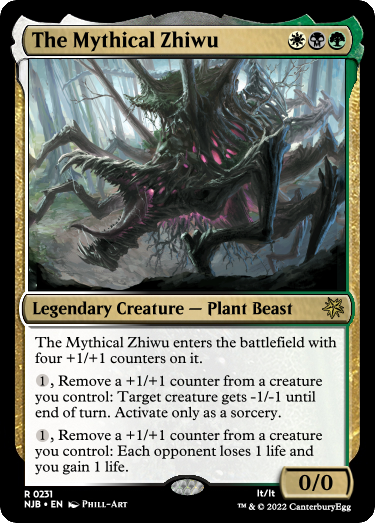 The Mythical Zhiwu
Legendary Creature — Plant Beast
The Mythical Zhiwu enters the battlefield with
four +1/+1 counters on it.
1, Remove a +1/+1 counter from a creature
you control: Target creature gets -1/-1 until
end of turn. Activate only as a sorcery.
1, Remove a +1/+1 counter from a creature
you control: Each opponent loses 1 life and
you gain 1 life.
0/0
R 0231
It/It
NJB • EN Phill-Art
™ & © 2022 CanterburyEgg